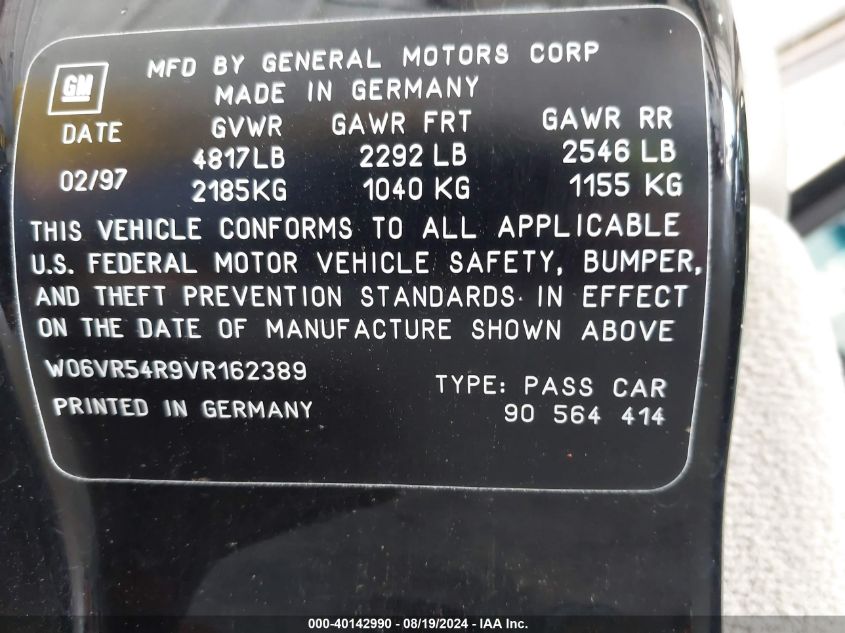 GM
MFD BY GENERAL MOTORS CORP
MADE IN GERMANY
DATE GVWR GAWR FRT GAWR RR
4817LB 2292 LB 2546 LB
02/97 2185KG 1040 KG 1155 KG
THIS VEHICLE CONFORMS TO ALL APPLICABLE
U.S. FEDERAL MOTOR VEHICLE SAFETY, BUMPER,
AND THEFT PREVENTION STANDARDS IN EFFECT
ON THE DATE OF MANUFACTURE SHOWN ABOVE
W06VR54R9VR162389
TYPE: PASS CAR
PRINTED IN GERMANY
90 564 414
000-40142990 - 08/19/2024 - IAA Inc.